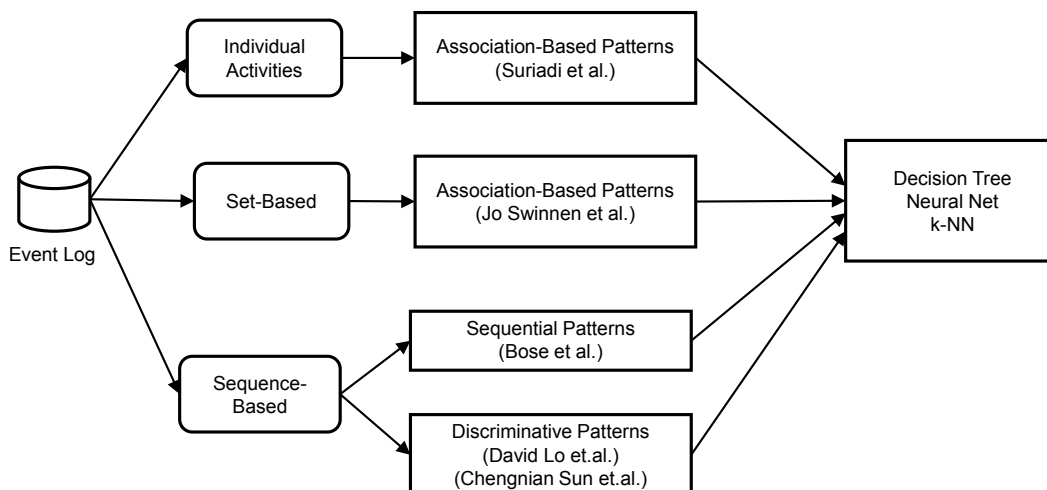 Individual
Activities
Association-Based Patterns
(Suriadi et al.)
Set-Based
Association-Based Patterns
(Jo Swinnen et al.)
Decision Tree
Neural Net
k-NN
Event Log
Sequence-
Based
Sequential Patterns
(Bose et al.)
Discriminative Patterns
(David Lo et.al.)
(Chengnian Sun et.al.)